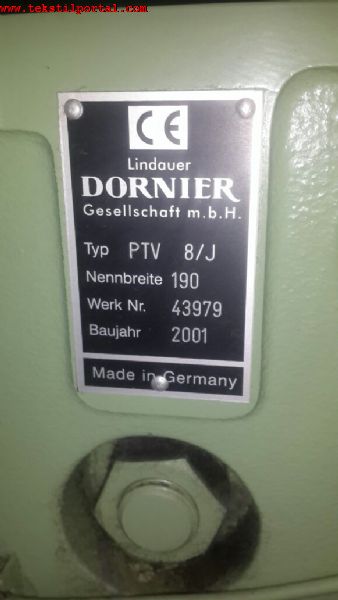 www.tekstilportal.com
CE
Lindauer
DORNIER
Gesellschaft m.b.H.
Typ PTV 8/J
Nennbreite 190
Werk Nr. 43979
Baujahr 2001
Made in Germany